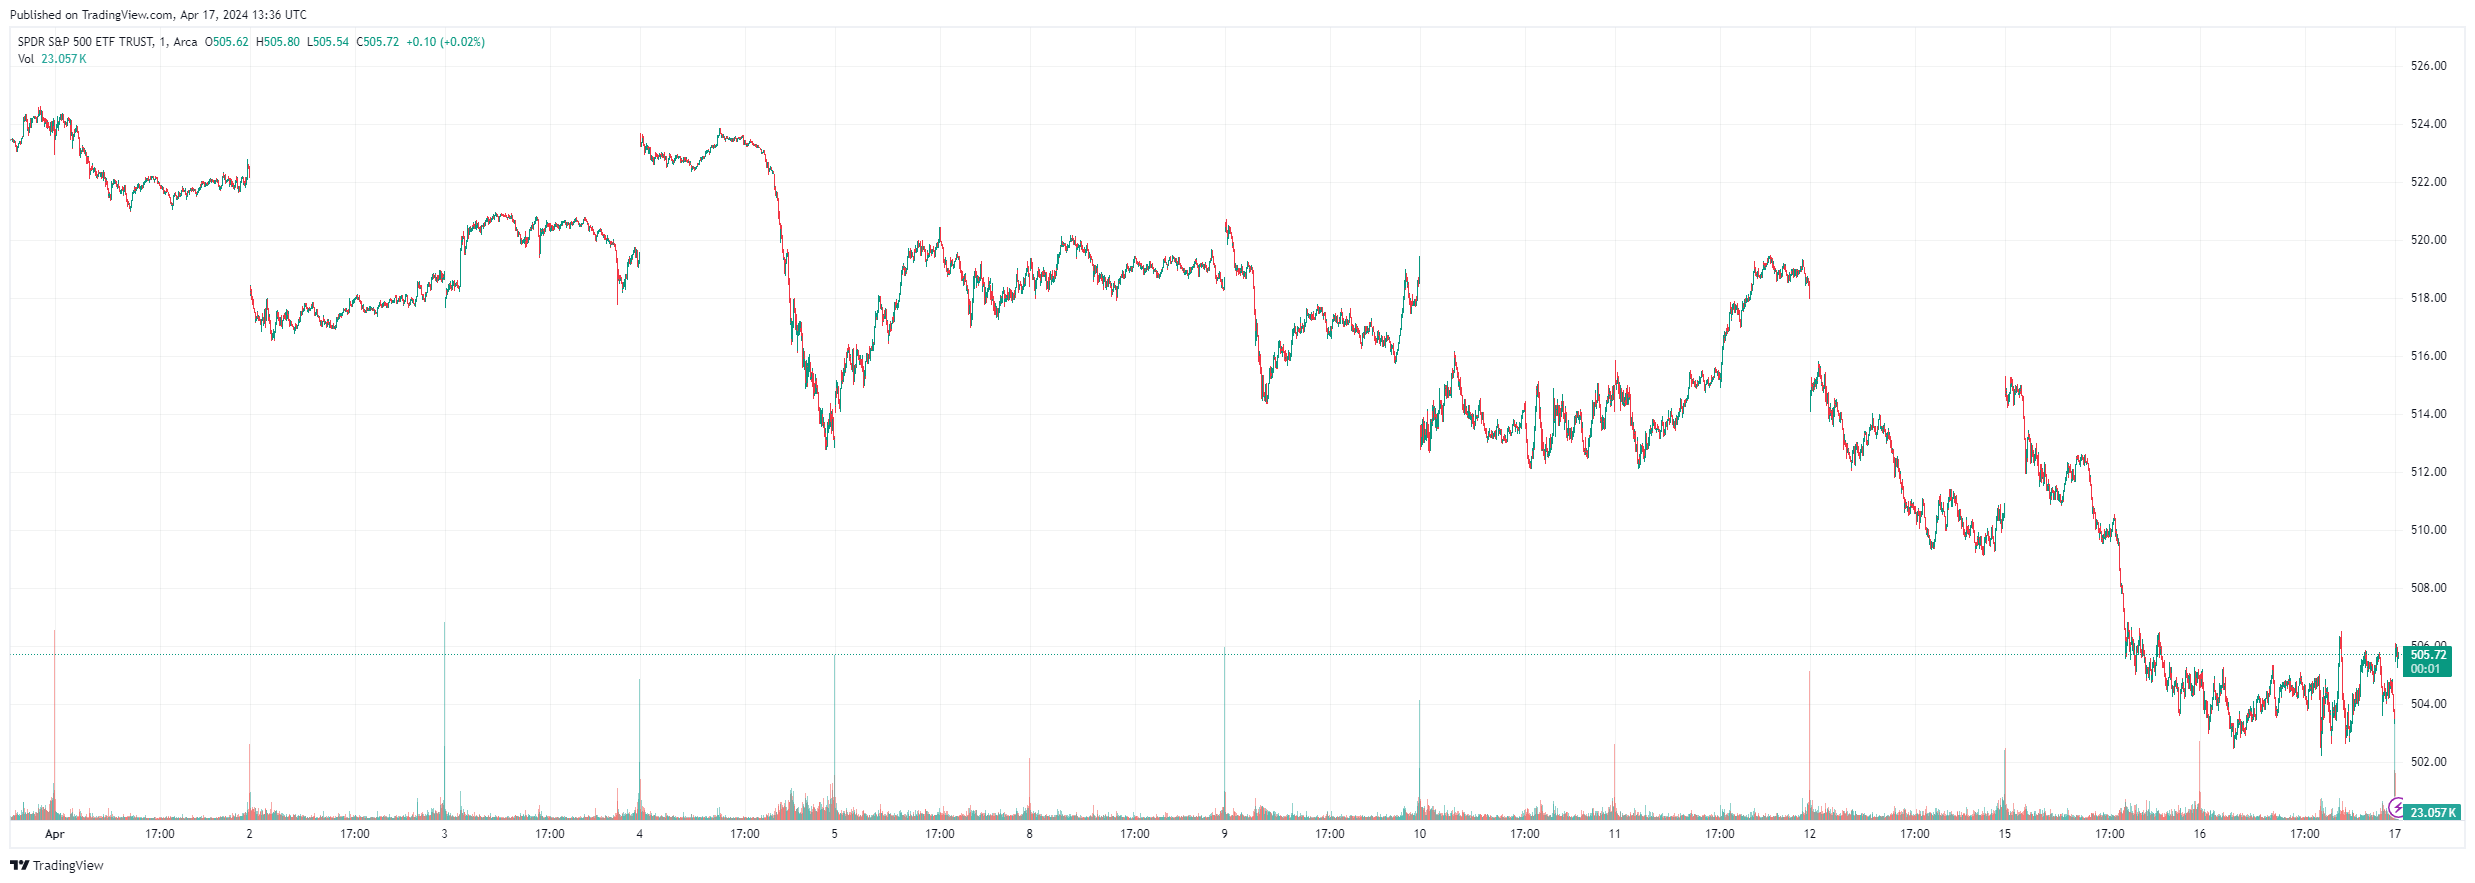 Published on TradingView.com, Apr 17, 2024 13:36 UTC
SPDR S&P 500 ETF TRUST, 1, Arca O505.62 H505.80 L505.54 C505.72 +0.10 (+0.02%)
Vol 23.057 K
526.00
524.00
522.00
520.00
518.00
516.00
514.00
512.00
510.00
508.00
506.00
505.72
00:01
504.00
502.00
23.057 K
Apr 17:00 2 17:00 3 17:00 4 17:00 5 17:00 8 17:00 9 17:00 10 17:00 11 17:00 12 17:00 15 17:00 16 17:00 17
TradingView